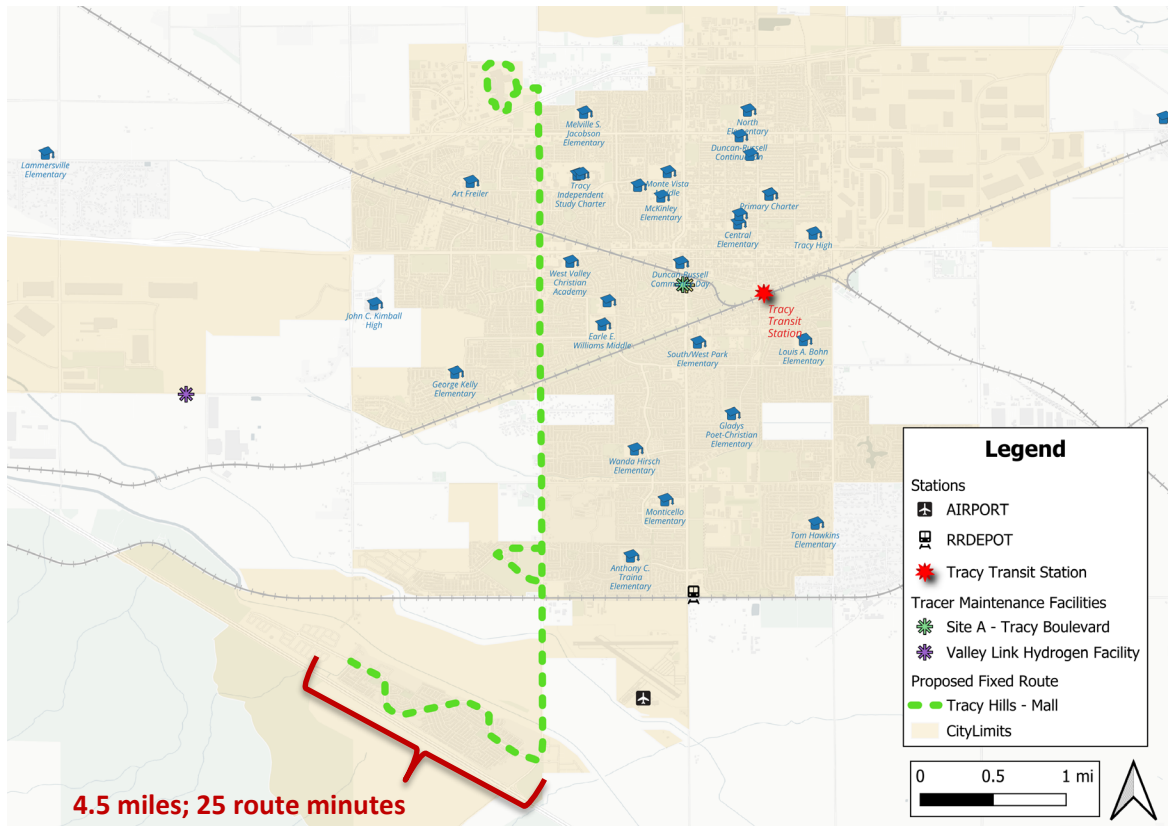 Melville S.
Jacobson
Elementary
North
Elementary
Duncan-Russell
Continuation
Lammersville
Elementary
Art Freiler
Tracy
Independent
Study Charter
Monte Vista
Middle
McKinley
Elementary
Primary Charter
Central
Elementary
Tracy High
West Valley
Christian
Academy
Duncan-Russell
Community Day
John C. Kimball
High
Tracy
Transit
Station
Earle E.
Williams Middle
South/West Park
Elementary
Louis A. Bohn
Elementary
George Kelly
Elementary
Gladys
Poet-Christian
Elementary
Wanda Hirsch
Elementary
Monticello
Elementary
Tom Hawkins
Elementary
Anthony C.
Traina
Elementary
4.5 miles; 25 route minutes
Legend
Stations
AIRPORT
RRDEPOT
Tracy Transit Station
Tracer Maintenance Facilities
Site A - Tracy Boulevard
Valley Link Hydrogen Facility
Proposed Fixed Route
Tracy Hills - Mall
CityLimits
0 0.5 1 mi